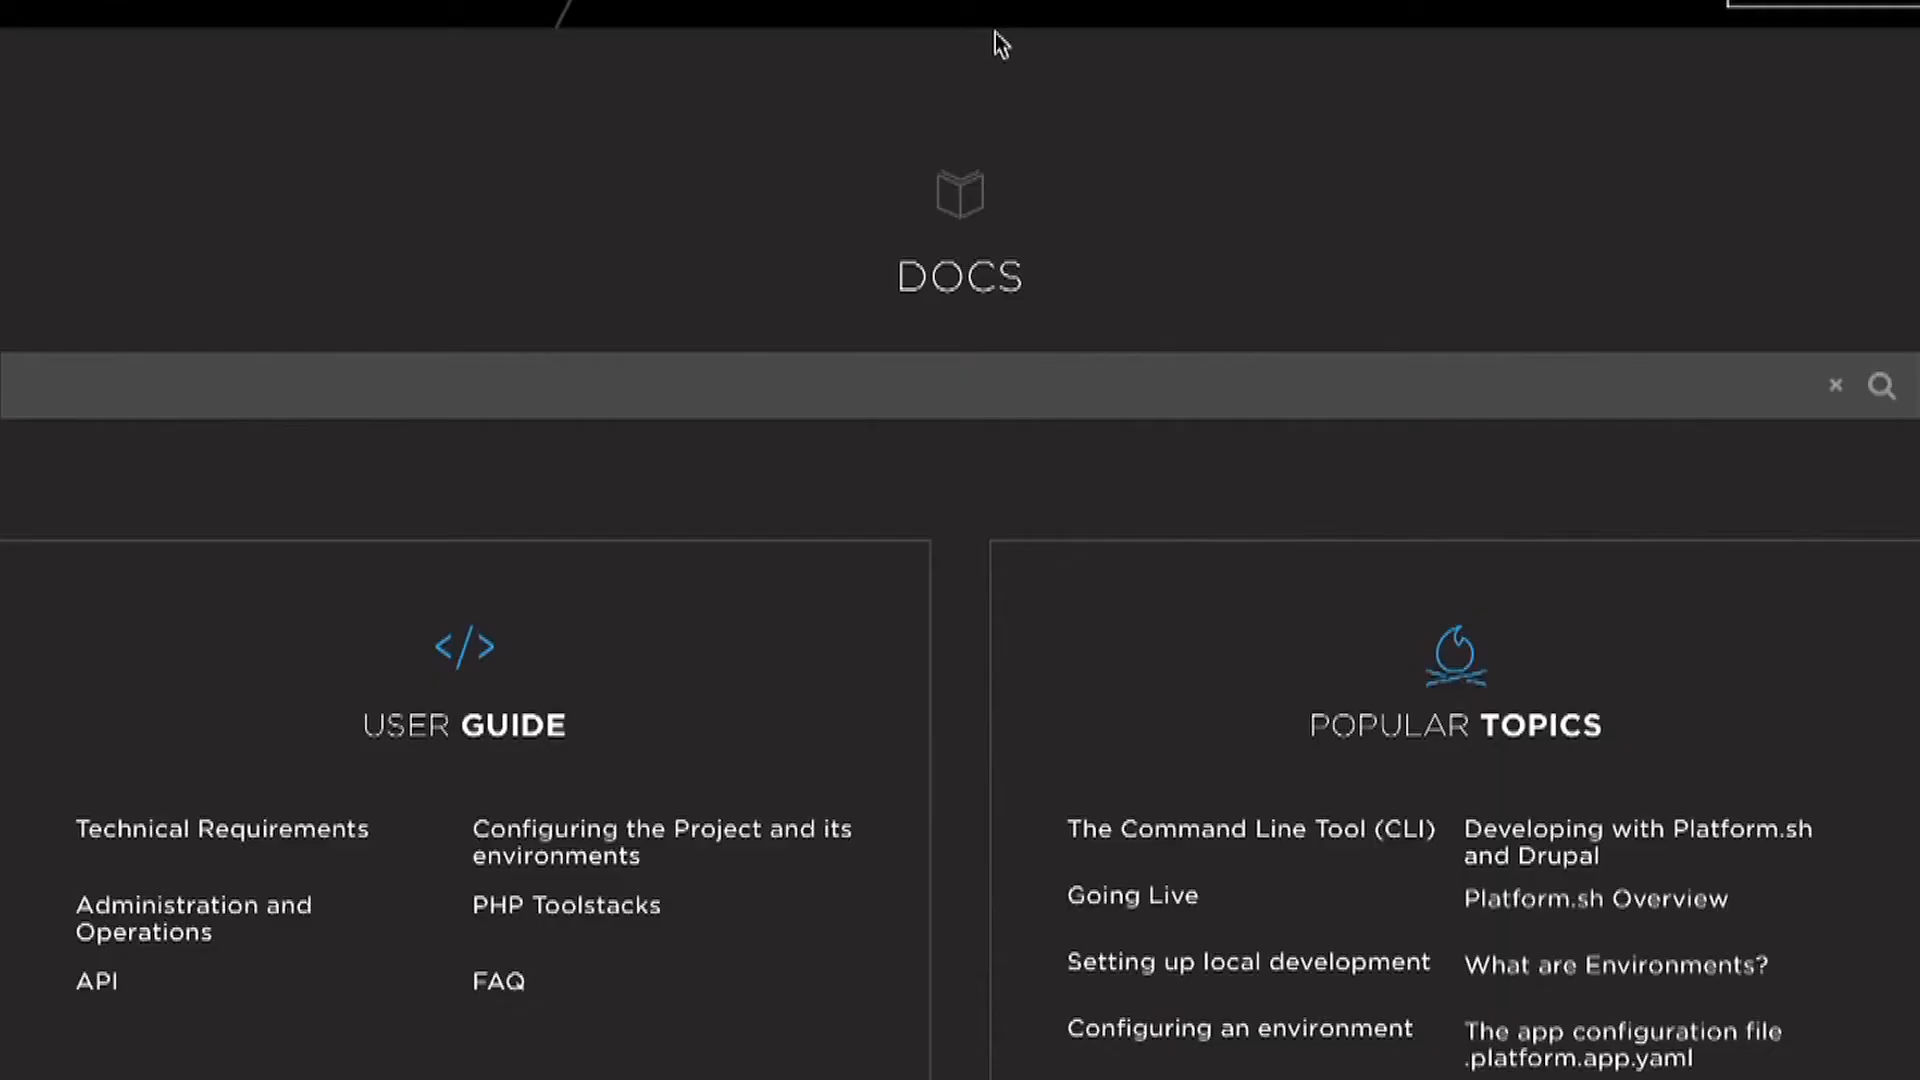 DOCS
USER GUIDE
Technical Requirements
Configuring the Project and its
environments
Administration and
Operations
PHP Toolstacks
API
FAQ
POPULAR TOPICS
The Command Line Tool (CLI)
Developing with Platform.sh
and Drupal
Going Live
Platform.sh Overview
Setting up local development
What are Environments?
Configuring an environment
The app configuration file
.platform.app.yaml